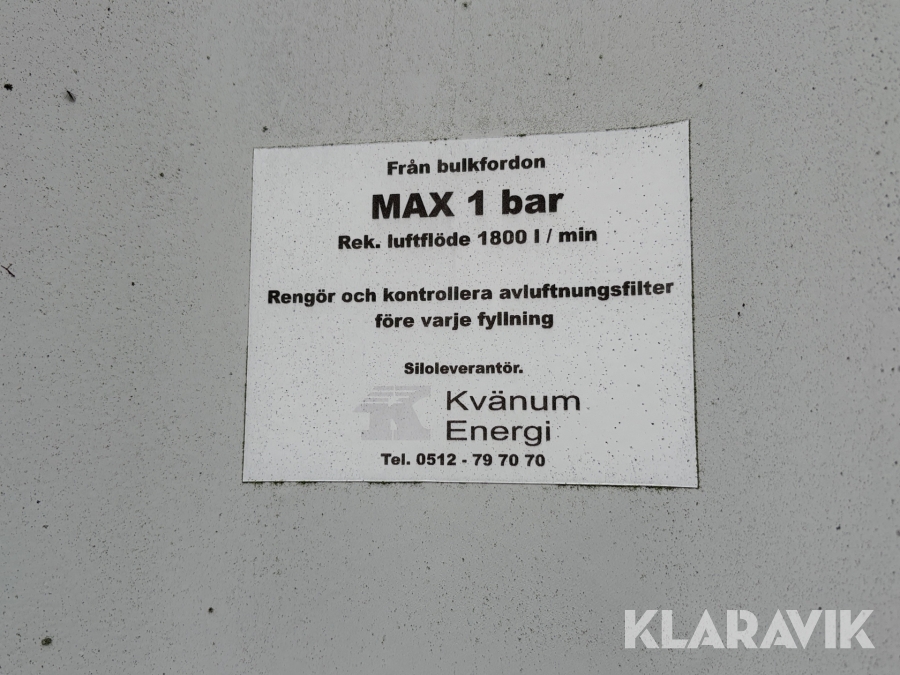 Från bulkfordon
MAX 1 bar
Rek. luftflöde 1800 l / min
Rengör och kontrollera avluftnungsfilter
före varje fyllning
Siloleverantör.
Kvänum
Energi
Tel. 0512 - 79 70 70
KLARAVIK